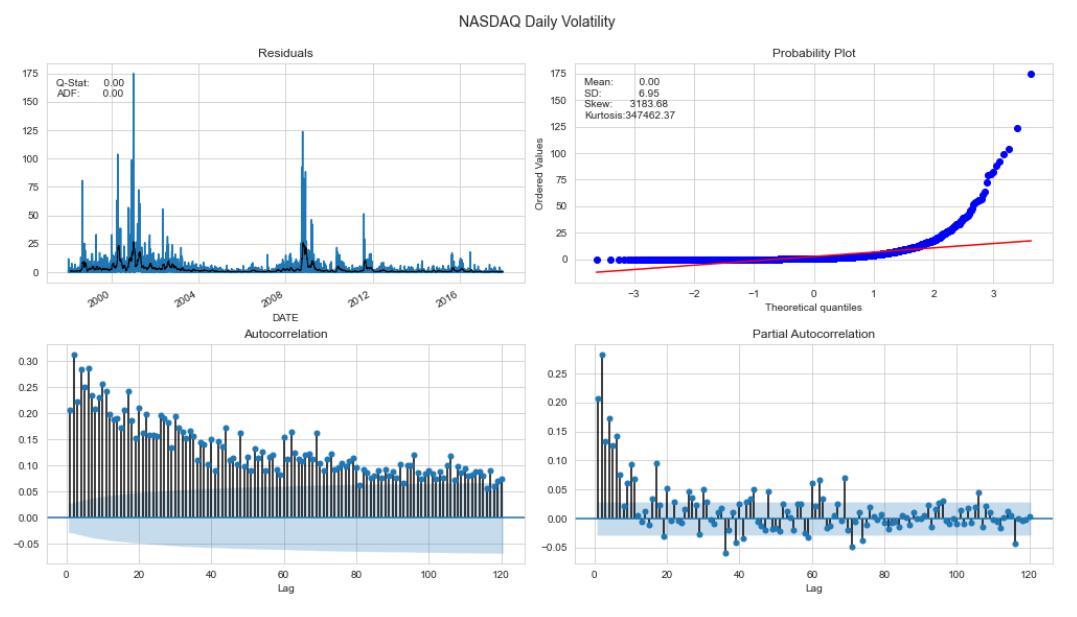 NASDAQ Daily Volatility
Residuals
Q-Stat: 0.00
ADF: 0.00
175
150
125
100
75
50
25
0
2000 2004 2008 2012 2016
DATE
Probability Plot
Mean: 0.00
SD: 6.95
Skew: 3183.68
Kurtosis:347462.37
Ordered Values
175
150
125
100
75
50
25
0
−3 −2 −1 0 1 2 3
Theoretical quantiles
Autocorrelation
0.30
0.25
0.20
0.15
0.10
0.05
0.00
−0.05
0 20 40 60 80 100 120
Lag
Partial Autocorrelation
0.25
0.20
0.15
0.10
0.05
0.00
−0.05
0 20 40 60 80 100 120
Lag